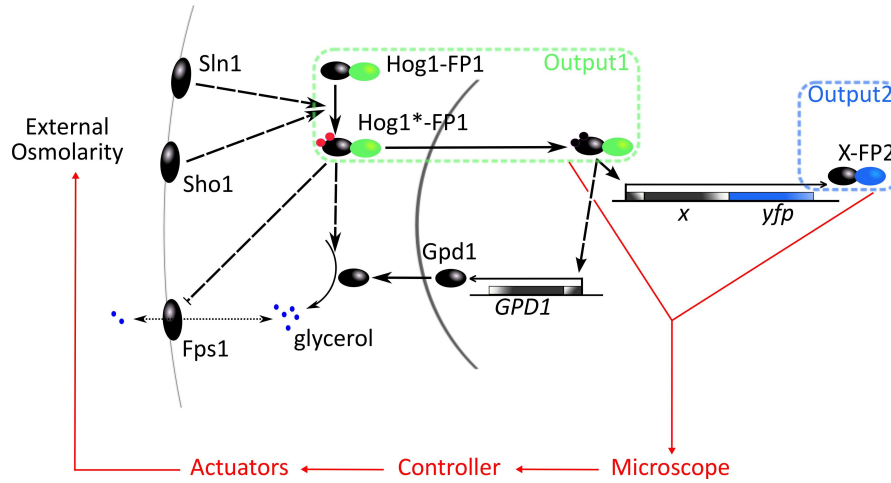 Sln1
Hog1-FP1
Output1
Output2
External
Osmolarity
Hog1*-FP1
X-FP2
Sho1
x
yfp
Gpd1
GPD1
glycerol
Fps1
Actuators
Controller
Microscope